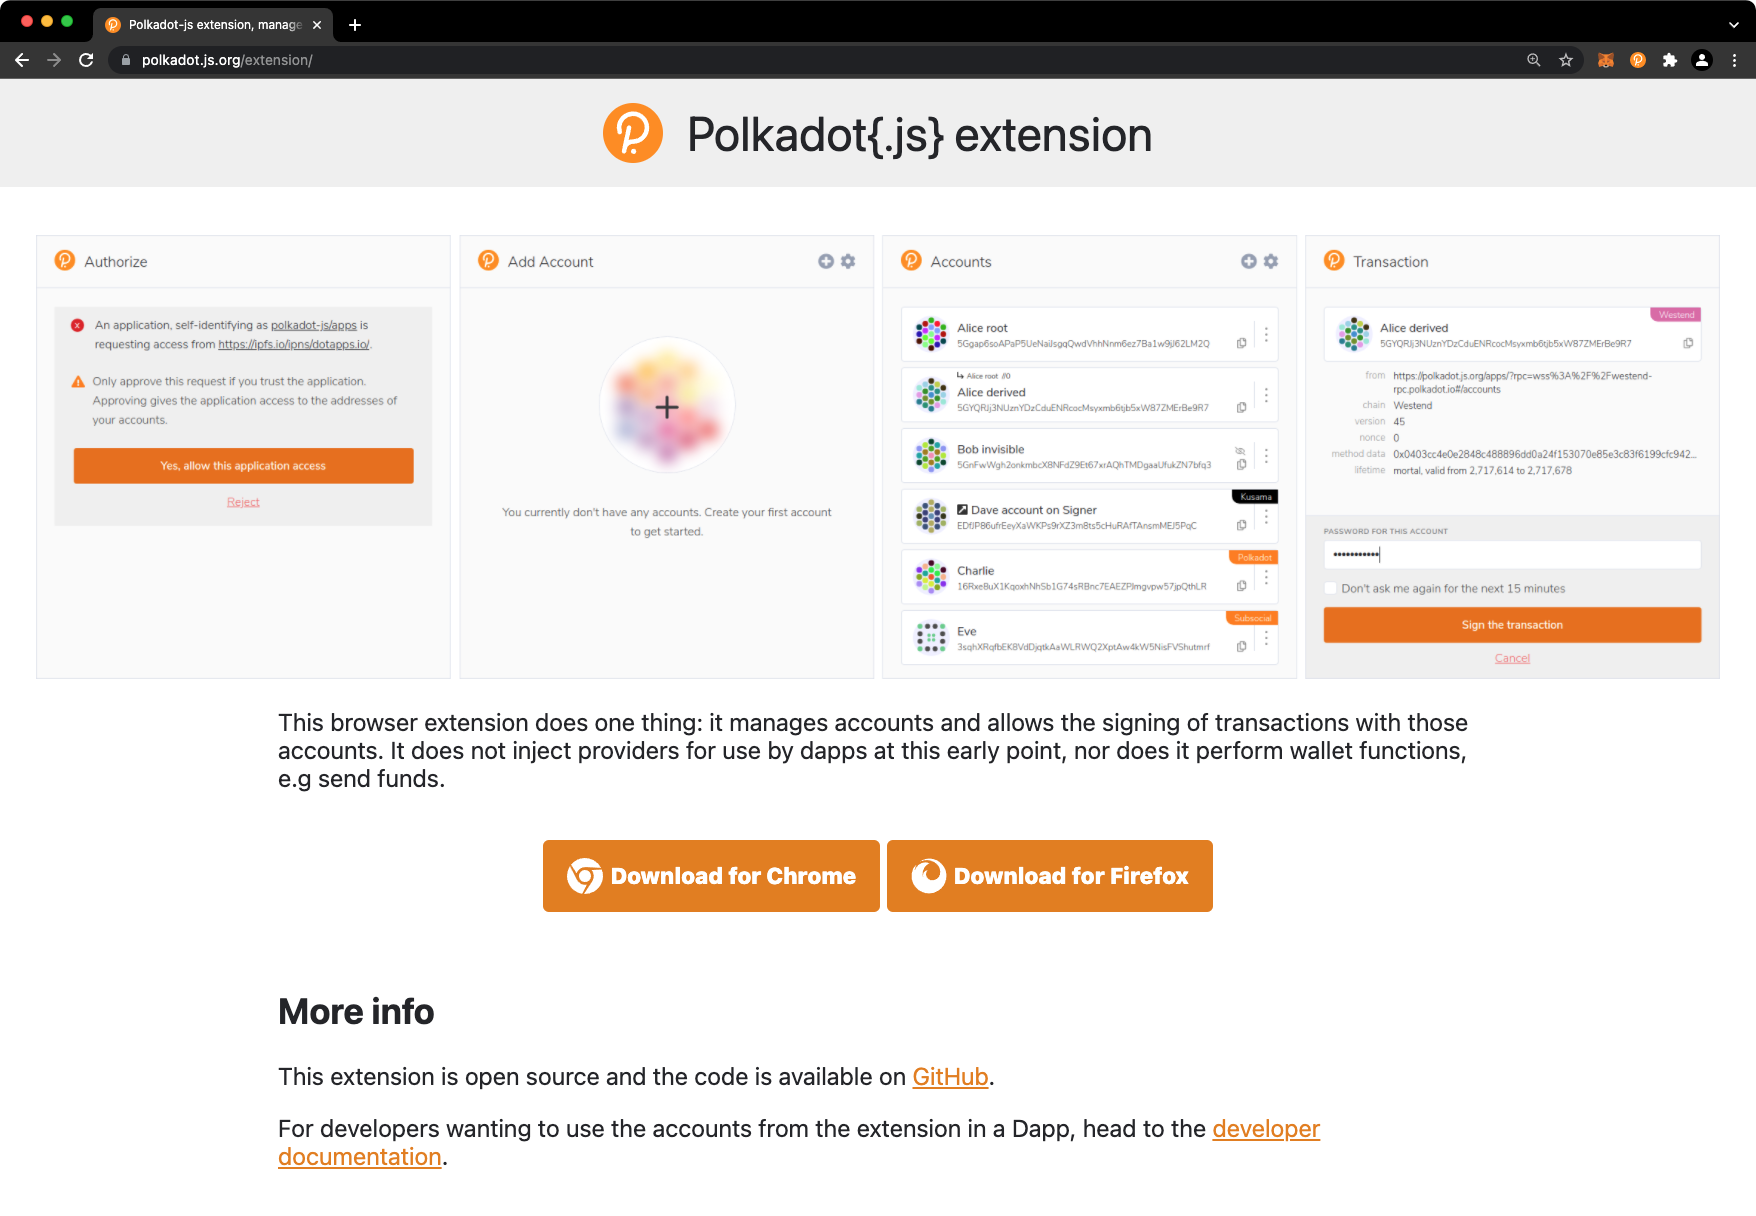 Polkadot-js extension, manage
polkadot.js.org/extension/
Polkadot{.js} extension
Authorize
An application, self-identifying as polkadot-js/apps is
requesting access from https://ipfs.io/ipns/dotapps.io/.
Only approve this request if you trust the application.
Approving gives the application access to the addresses of
your accounts.
Yes, allow this application access
Reject
Add Account
You currently don't have any accounts. Create your first account
to get started.
Accounts
Alice root
Alice root //0
Alice derived
Bob invisible
Kusama
Dave account on Signer
Polkadot
Charlie
Subsocial
Eve
Transaction
Westend
Alice derived
from https://polkadot.js.org/apps/?rpc=wss%3A%2F%2Fwestend-
rpc.polkadot.io#/accounts
chain Westend
version 45
nonce 0
method data 0x0403cc4e0e2848c488896dd0a24f153070e85e3c83f6199cfc942...
lifetime mortal, valid from 2,717,614 to 2,717,678
PASSWORD FOR THIS ACCOUNT
Don't ask me again for the next 15 minutes
Sign the transaction
Cancel
This browser extension does one thing: it manages accounts and allows the signing of transactions with those
accounts. It does not inject providers for use by dapps at this early point, nor does it perform wallet functions,
e.g send funds.
Download for Chrome
Download for Firefox
More info
This extension is open source and the code is available on GitHub.
For developers wanting to use the accounts from the extension in a Dapp, head to the developer
documentation.